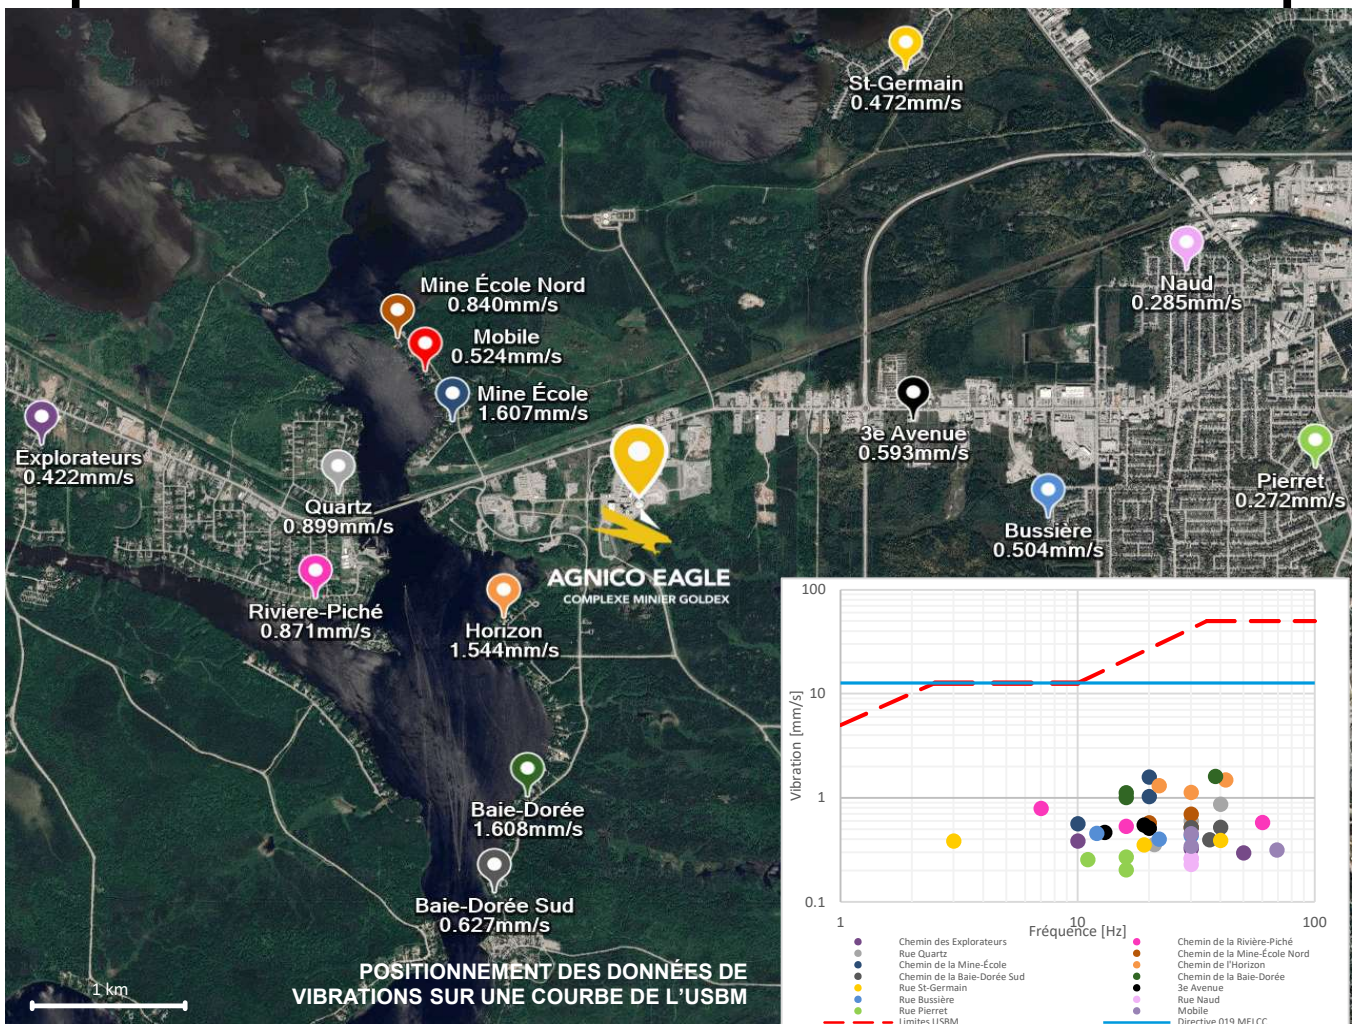 St-Germain
0.472mm/s
Naud
0.285mm/s
Mine École Nord
0.840mm/s
Mobile
0.524mm/s
Mine École
1.607mm/s
Explorateurs
0.422mm/s
Quartz
0.899mm/s
3e Avenue
0.593mm/s
Pierret
0.272mm/s
Bussière
0.504mm/s
Riviere-Piché
0.871mm/s
AGNICO EAGLE
COMPLEXE MINIER GOLDEX
Horizon
1.544mm/s
Baie-Dorée
1.608mm/s
Baie-Dorée Sud
0.627mm/s
1 km
POSITIONNEMENT DES DONNÉES DE
VIBRATIONS SUR UNE COURBE DE L'USBM
100
10
1
0.1
Vibration [mm/s]
1 10 100
Fréquence [Hz]
Chemin des Explorateurs Chemin de la Rivière-Piché
Rue Quartz Chemin de la Mine-École Nord
Chemin de la Mine-École Chemin de l'Horizon
Chemin de la Baie-Dorée Sud Chemin de la Baie-Dorée
Rue St-Germain 3e Avenue
Rue Bussière Rue Naud
Rue Pierret Mobile
Limites USBM Directive 019 MELCC